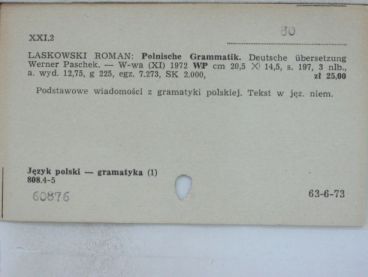 80
XXI.2
LASKOWSKI ROMAN: Polnische Grammatik. Deutsche übersetzung
Werner Paschek. — W-wa (XI) 1972 WP cm 20,5 X 14,5, s. 197, 3 nlb.,
a. wyd. 12,75, g 225, egz. 7.273, SK 2.000, zł 25,00
Podstawowe wiadomości z gramatyki polskiej. Tekst w jęz. niem.
Język polski — gramatyka (1)
808.4-5
60876
63-6-73